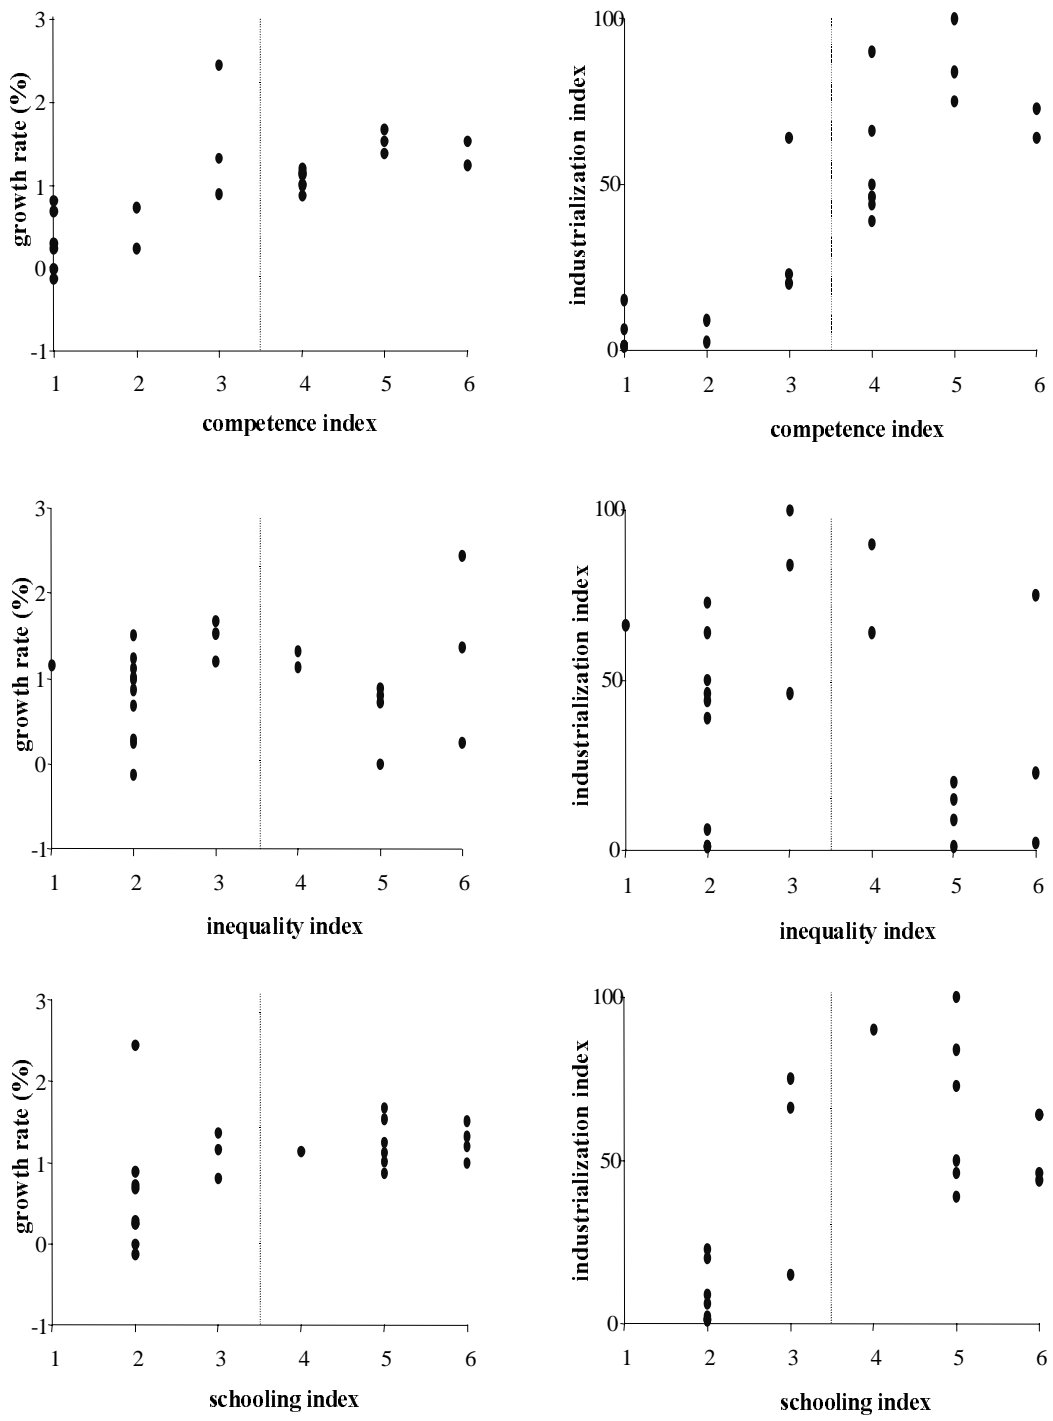 3
2
1
0
-1
growth rate (%)
1 2 3 4 5 6
competence index
100
50
0
industrialization index
1 2 3 4 5 6
competence index
3
2
1
0
-1
growth rate (%)
1 2 3 4 5 6
inequality index
100
50
0
industrialization index
1 2 3 4 5 6
inequality index
3
2
1
0
-1
growth rate (%)
1 2 3 4 5 6
schooling index
100
50
0
industrialization index
1 2 3 4 5 6
schooling index